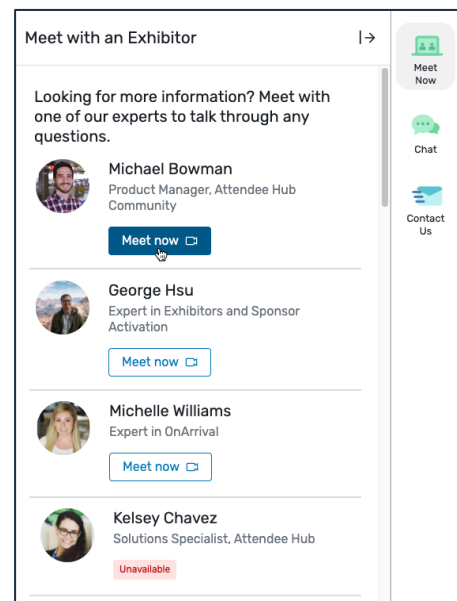 Meet with an Exhibitor
Looking for more information? Meet with
one of our experts to talk through any
questions.
Michael Bowman
Product Manager, Attendee Hub
Community
Meet now
George Hsu
Expert in Exhibitors and Sponsor
Activation
Meet now
Michelle Williams
Expert in OnArrival
Meet now
Kelsey Chavez
Solutions Specialist, Attendee Hub
Unavailable
Meet
Now
Chat
Contact
Us